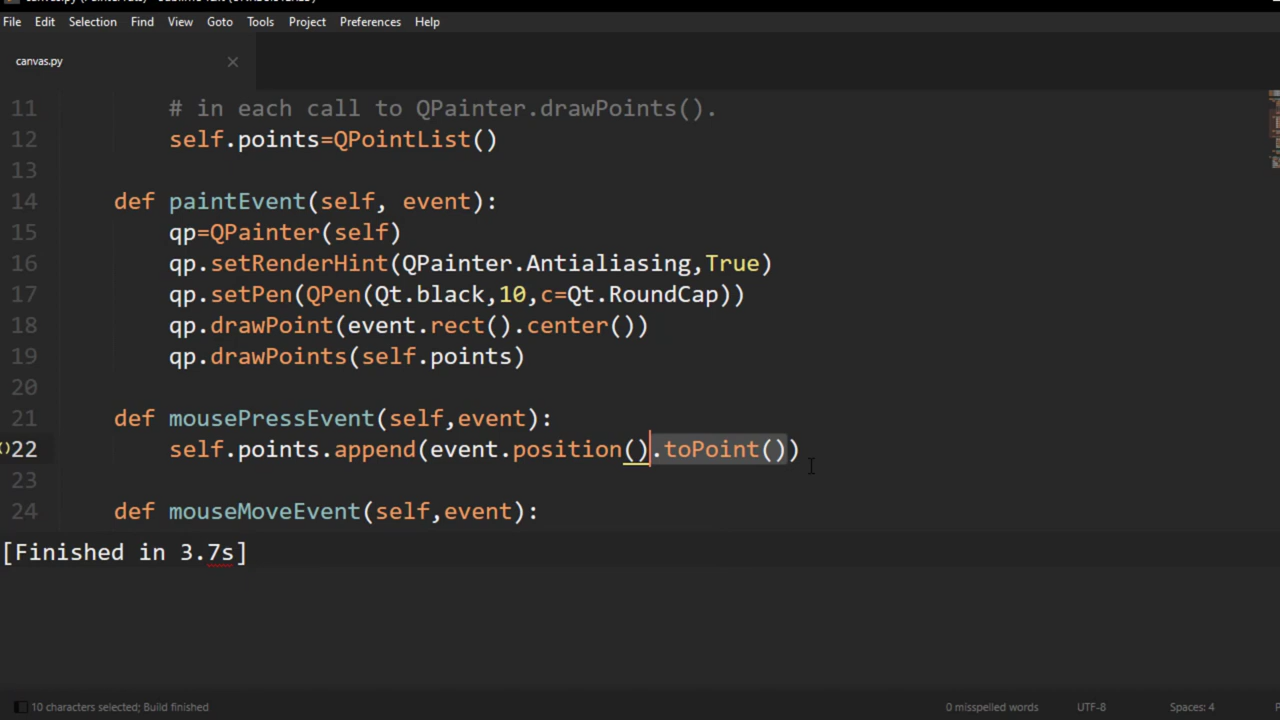 File Edit Selection Find View Goto Tools Project Preferences Help
canvas.py
11 # in each call to QPainter.drawPoints().
12 self.points=QPointList()
13
14 def paintEvent(self, event):
15 qp=QPainter(self)
16 qp.setRenderHint(QPainter.Antialiasing,True)
17 qp.setPen(QPen(Qt.black,10,c=Qt.RoundCap))
18 qp.drawPoint(event.rect().center())
19 qp.drawPoints(self.points)
20
21 def mousePressEvent(self,event):
22 self.points.append(event.position().toPoint())
23
24 def mouseMoveEvent(self,event):
[Finished in 3.7s]
10 characters selected; Build finished 0 misspelled words UTF-8 Spaces: 4